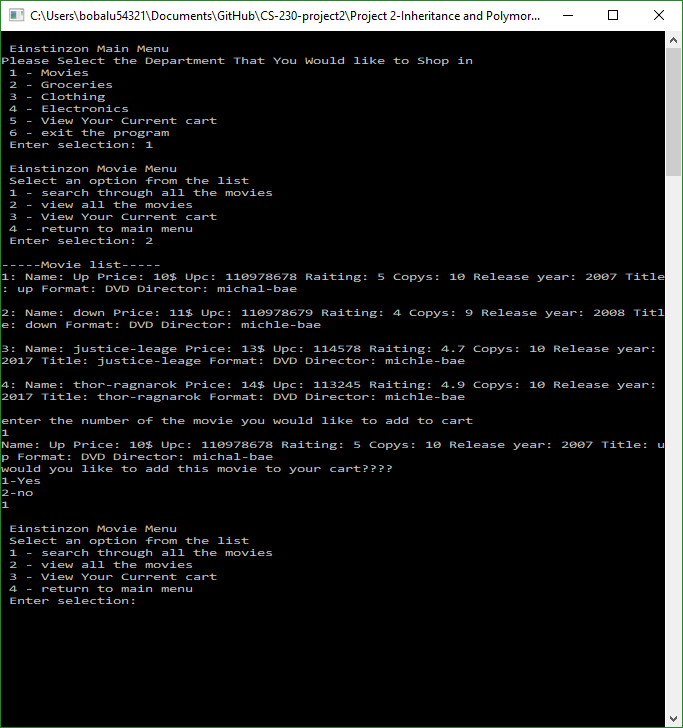 C:\Users\bobalu54321\Documents\GitHub\CS-230-project2\Project 2-Inheritance and Polymor...
Einstinzon Main Menu
Please Select the Department That You Would like to Shop in
1 - Movies
2 - Groceries
3 - Clothing
4 - Electronics
5 - View Your Current cart
6 - exit the program
Enter selection: 1
Einstinzon Movie Menu
Select an option from the list
1 - search through all the movies
2 - view all the movies
3 - View Your Current cart
4 - return to main menu
Enter selection: 2
-----Movie list-----
1: Name: Up Price: 10$ Upc: 110978678 Raiting: 5 Copys: 10 Release year: 2007 Title
: up Format: DVD Director: michal-bae
2: Name: down Price: 11$ Upc: 110978679 Raiting: 4 Copys: 9 Release year: 2008 Titl
e: down Format: DVD Director: michle-bae
3: Name: justice-leage Price: 13$ Upc: 114578 Raiting: 4.7 Copys: 10 Release year:
2017 Title: justice-leage Format: DVD Director: michle-bae
4: Name: thor-ragnarok Price: 14$ Upc: 113245 Raiting: 4.9 Copys: 10 Release year:
2017 Title: thor-ragnarok Format: DVD Director: michle-bae
enter the number of the movie you would like to add to cart
1
Name: Up Price: 10$ Upc: 110978678 Raiting: 5 Copys: 10 Release year: 2007 Title: u
p Format: DVD Director: michal-bae
would you like to add this movie to your cart????
1-Yes
2-no
1
Einstinzon Movie Menu
Select an option from the list
1 - search through all the movies
2 - view all the movies
3 - View Your Current cart
4 - return to main menu
Enter selection: